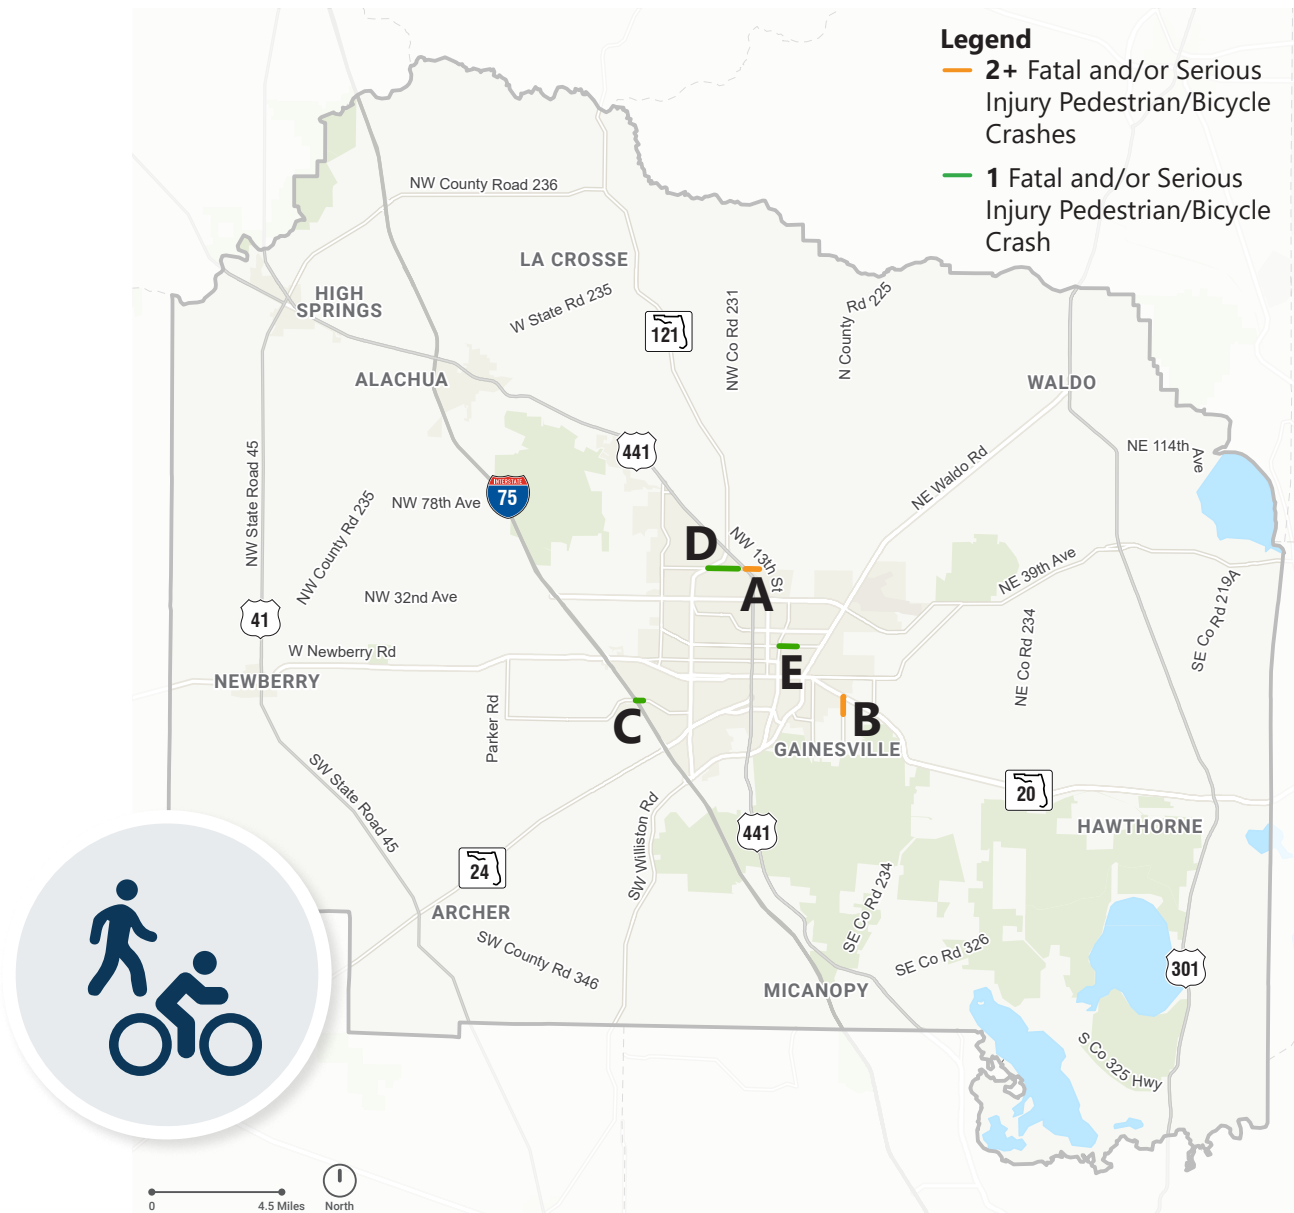 Legend
2+ Fatal and/or Serious
Injury Pedestrian/Bicycle
Crashes
1 Fatal and/or Serious
Injury Pedestrian/Bicycle
Crash
NW County Road 236
LA CROSSE
HIGH
SPRINGS
W State Rd 235
121
NW Co Rd 231
N County Rd 225
ALACHUA
WALDO
441
NE 114th Ave
NW State Road 45
NW County Rd 235
NW 78th Ave
INTERSTATE
75
NE Waldo Rd
D
NW 13th St
A
NE 39th Ave
SE Co Rd 219A
NW 32nd Ave
41
NE Co Rd 234
W Newberry Rd
NEWBERRY
E
Parker Rd
C
B
GAINESVILLE
SW State Road 45
20
HAWTHORNE
SW Williston Rd
441
24
ARCHER
SE Co Rd 234
SW County Rd 346
SE Co Rd 326
301
MICANOPY
S Co 325 Hwy
0
4.5 Miles
North